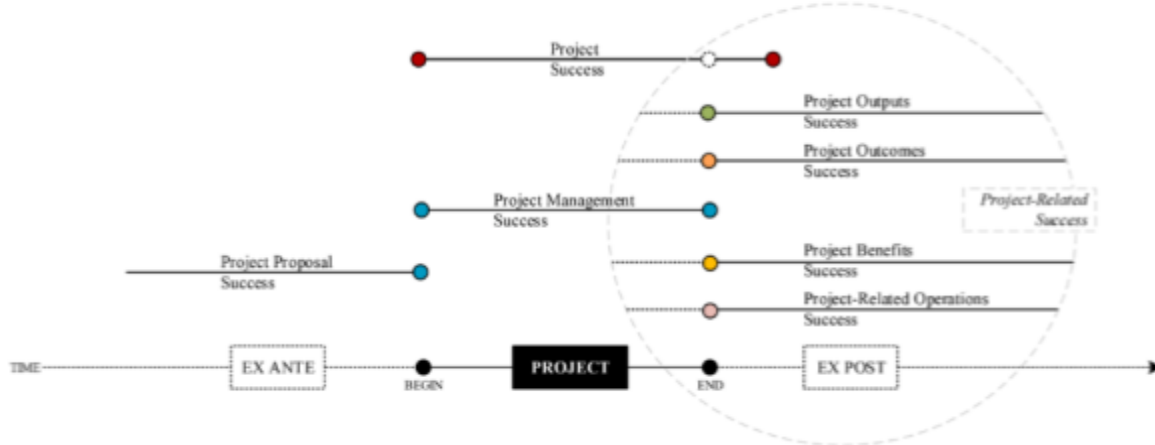 Project
Success
Project Outputs
Success
Project Outcomes
Success
Project Management
Success
Project-Related
Success
Project Proposal
Success
Project Benefits
Success
Project-Related Operations
Success
TIME
EX ANTE
PROJECT
EX POST
BEGIN
END